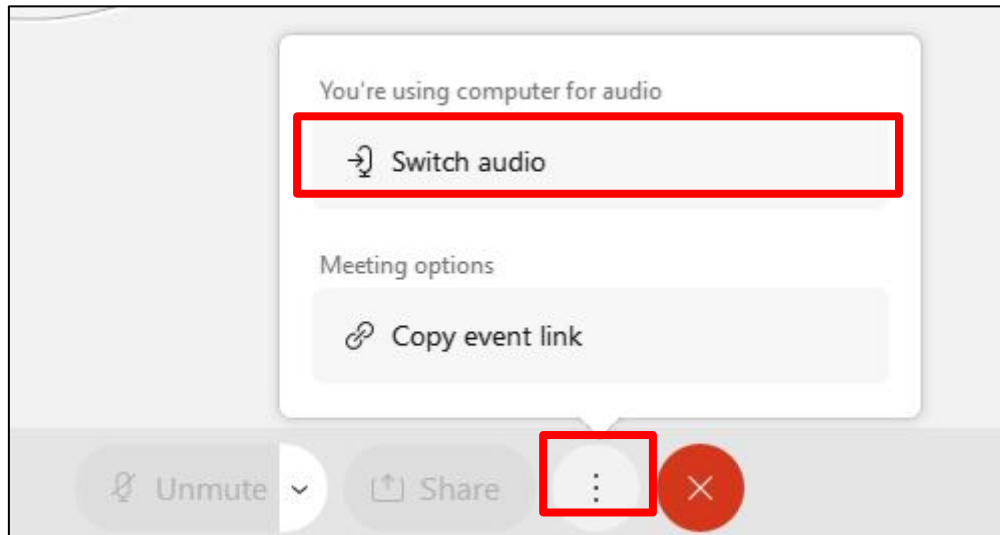 You're using computer for audio
Switch audio
Meeting options
Copy event link
Unmute
Share